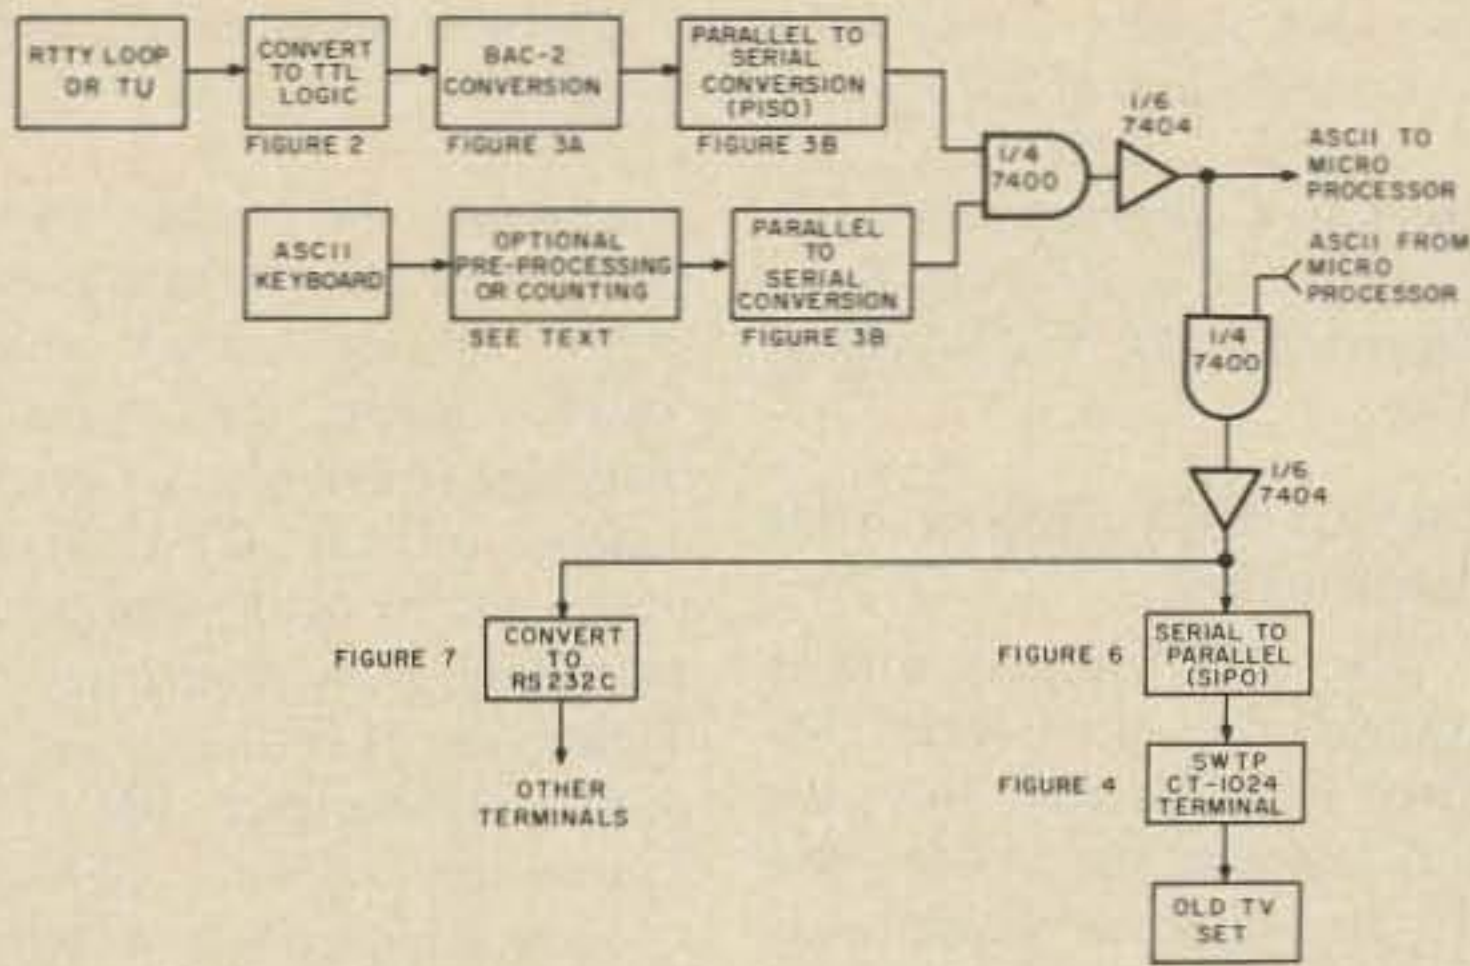 RTTY LOOP
OR TU
CONVERT
TO TTL
LOGIC
FIGURE 2
BAC-2
CONVERSION
FIGURE 3A
PARALLEL TO
SERIAL
CONVERSION
(PISO)
FIGURE 3B
1/4
7400
1/6
7404
ASCII TO
MICRO
PROCESSOR
ASCII
KEYBOARD
OPTIONAL
PRE-PROCESSING
OR COUNTING
SEE TEXT
PARALLEL
TO
SERIAL
CONVERSION
FIGURE 3B
ASCII FROM
MICRO
PROCESSOR
1/4
7400
1/6
7404
FIGURE 7
CONVERT
TO
RS232C
OTHER
TERMINALS
FIGURE 6
SERIAL TO
PARALLEL
(SIPO)
FIGURE 4
SWTP
CT-1024
TERMINAL
OLD TV
SET